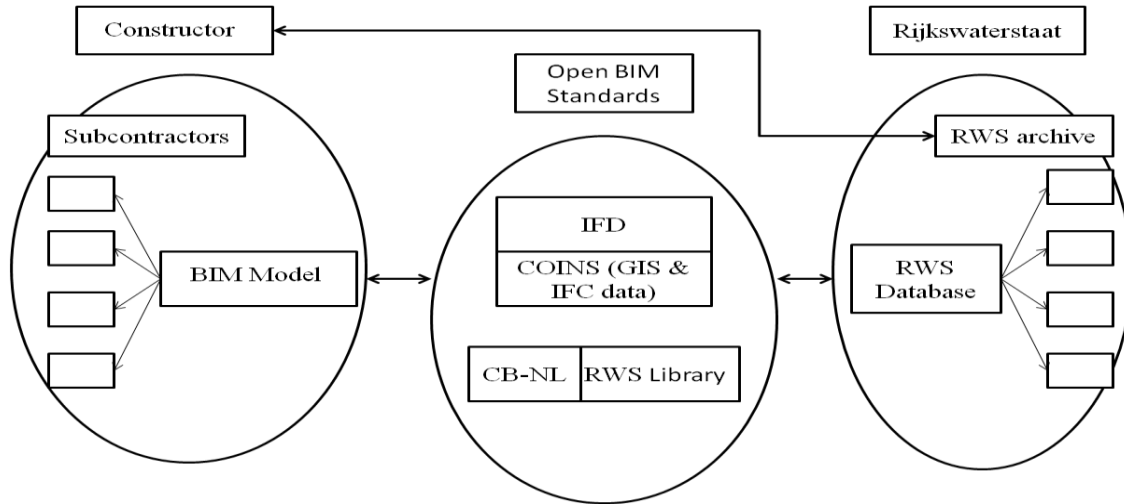 Constructor
Rijkswaterstaat
Open BIM
Standards
Subcontractors
RWS archive
IFD
COINS (GIS &
IFC data)
BIM Model
RWS
Database
CB-NL
RWS Library